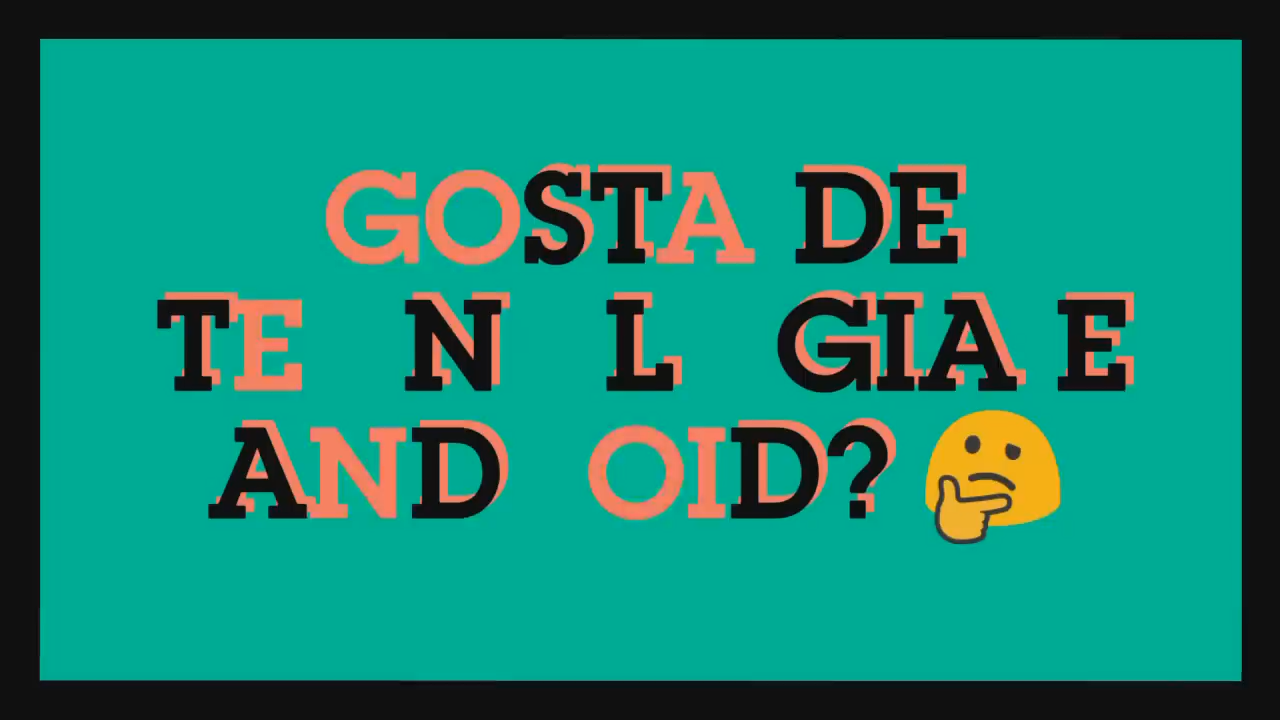 GOSTA DE
TE N L GIA E
AND OID? 🤔